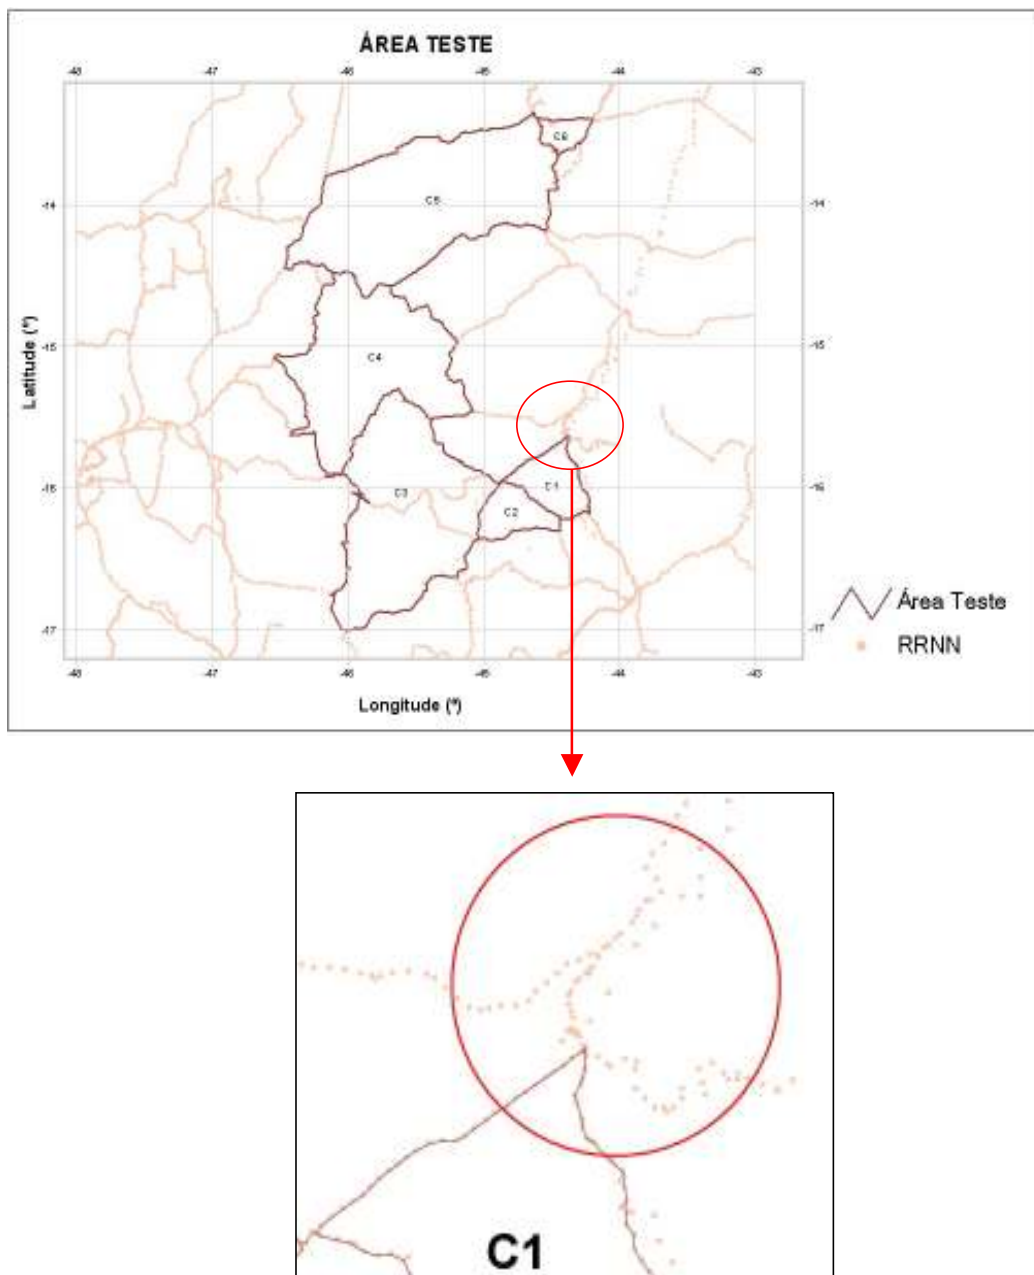 ÁREA TESTE
-48 -47 -46 -45 -44 -43
C6
-14 C5 -14
Latitude (°)
-15 C4 -15
-16 C3 C1 -16
C2
-17 -17
-48 -47 -46 -45 -44 -43
Longitude (°)
Área Teste
RRNN
C1